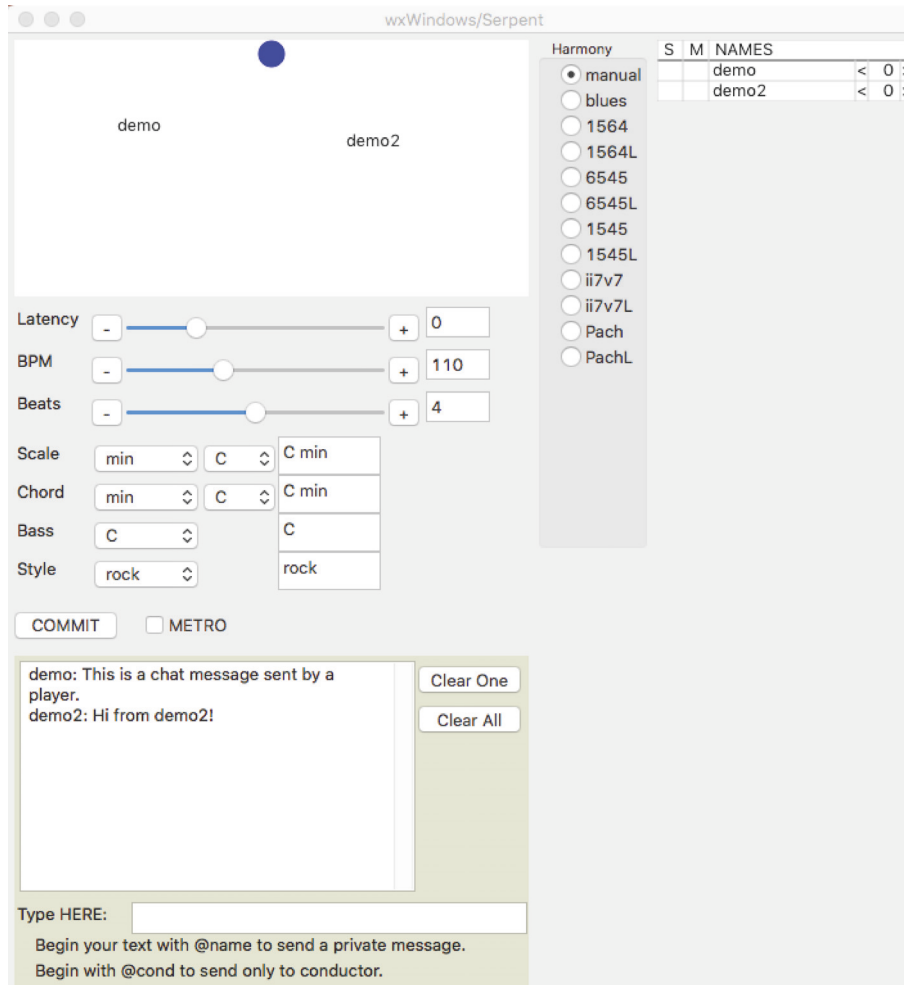 wxWindows/Serpent
demo
demo2
Latency - + 0
BPM - + 110
Beats - + 4
Scale min C C min
Chord min C C min
Bass C C
Style rock rock
COMMIT METRO
demo: This is a chat message sent by a
player.
demo2: Hi from demo2!
Clear One
Clear All
Type HERE:
Begin your text with @name to send a private message.
Begin with @cond to send only to conductor.
Harmony
manual
blues
1564
1564L
6545
6545L
1545
1545L
ii7v7
ii7v7L
Pach
PachL
S M NAMES
demo < 0
demo2 < 0